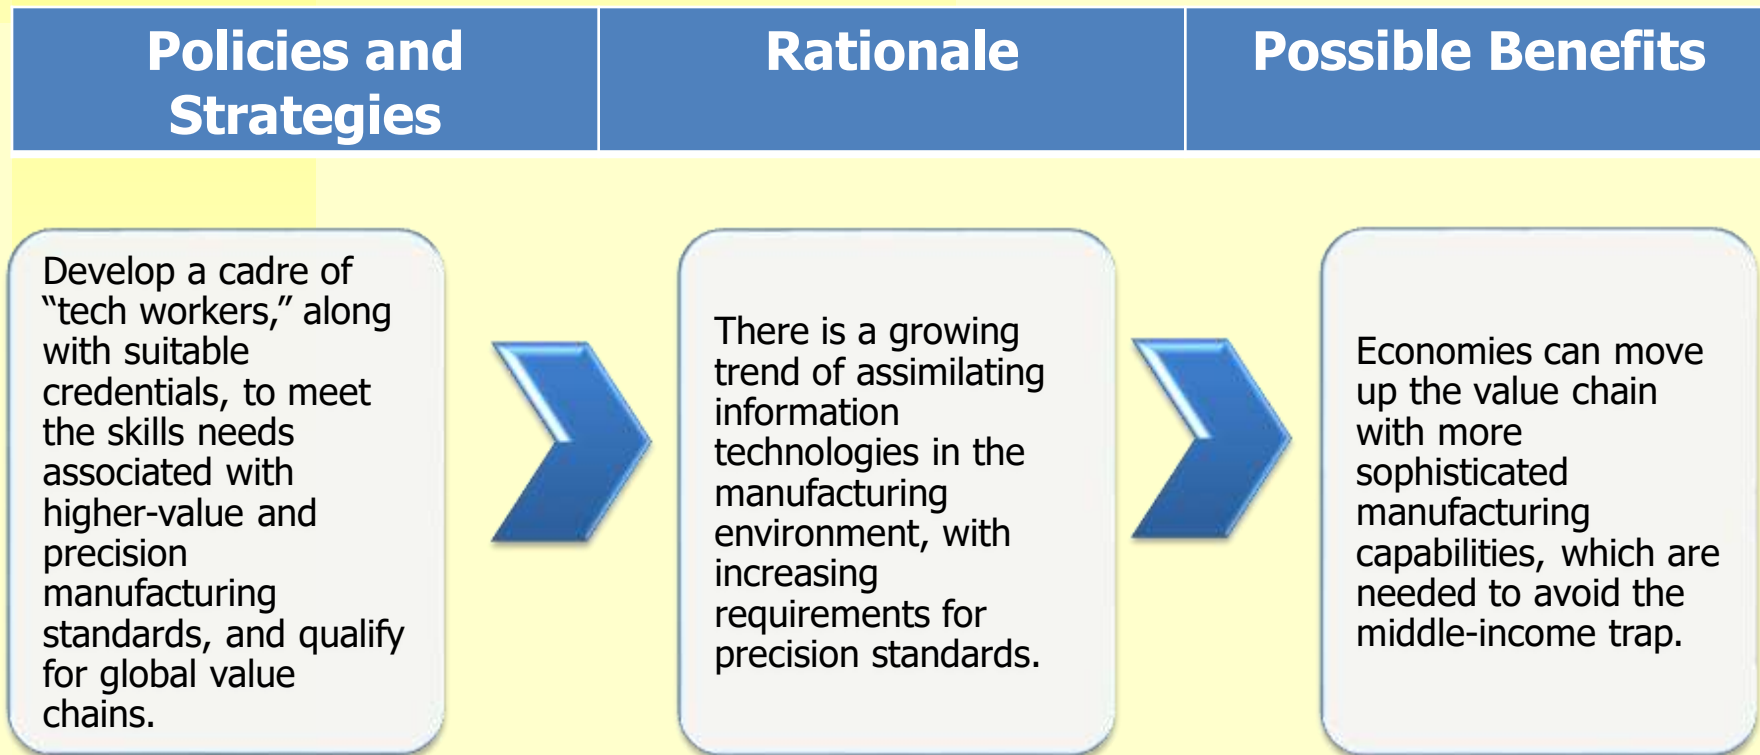 Policies and
Strategies
Rationale
Possible Benefits
Develop a cadre of
“tech workers,” along
with suitable
credentials, to meet
the skills needs
associated with
higher-value and
precision
manufacturing
standards, and qualify
for global value
chains.
There is a growing
trend of assimilating
information
technologies in the
manufacturing
environment, with
increasing
requirements for
precision standards.
Economies can move
up the value chain
with more
sophisticated
manufacturing
capabilities, which are
needed to avoid the
middle-income trap.